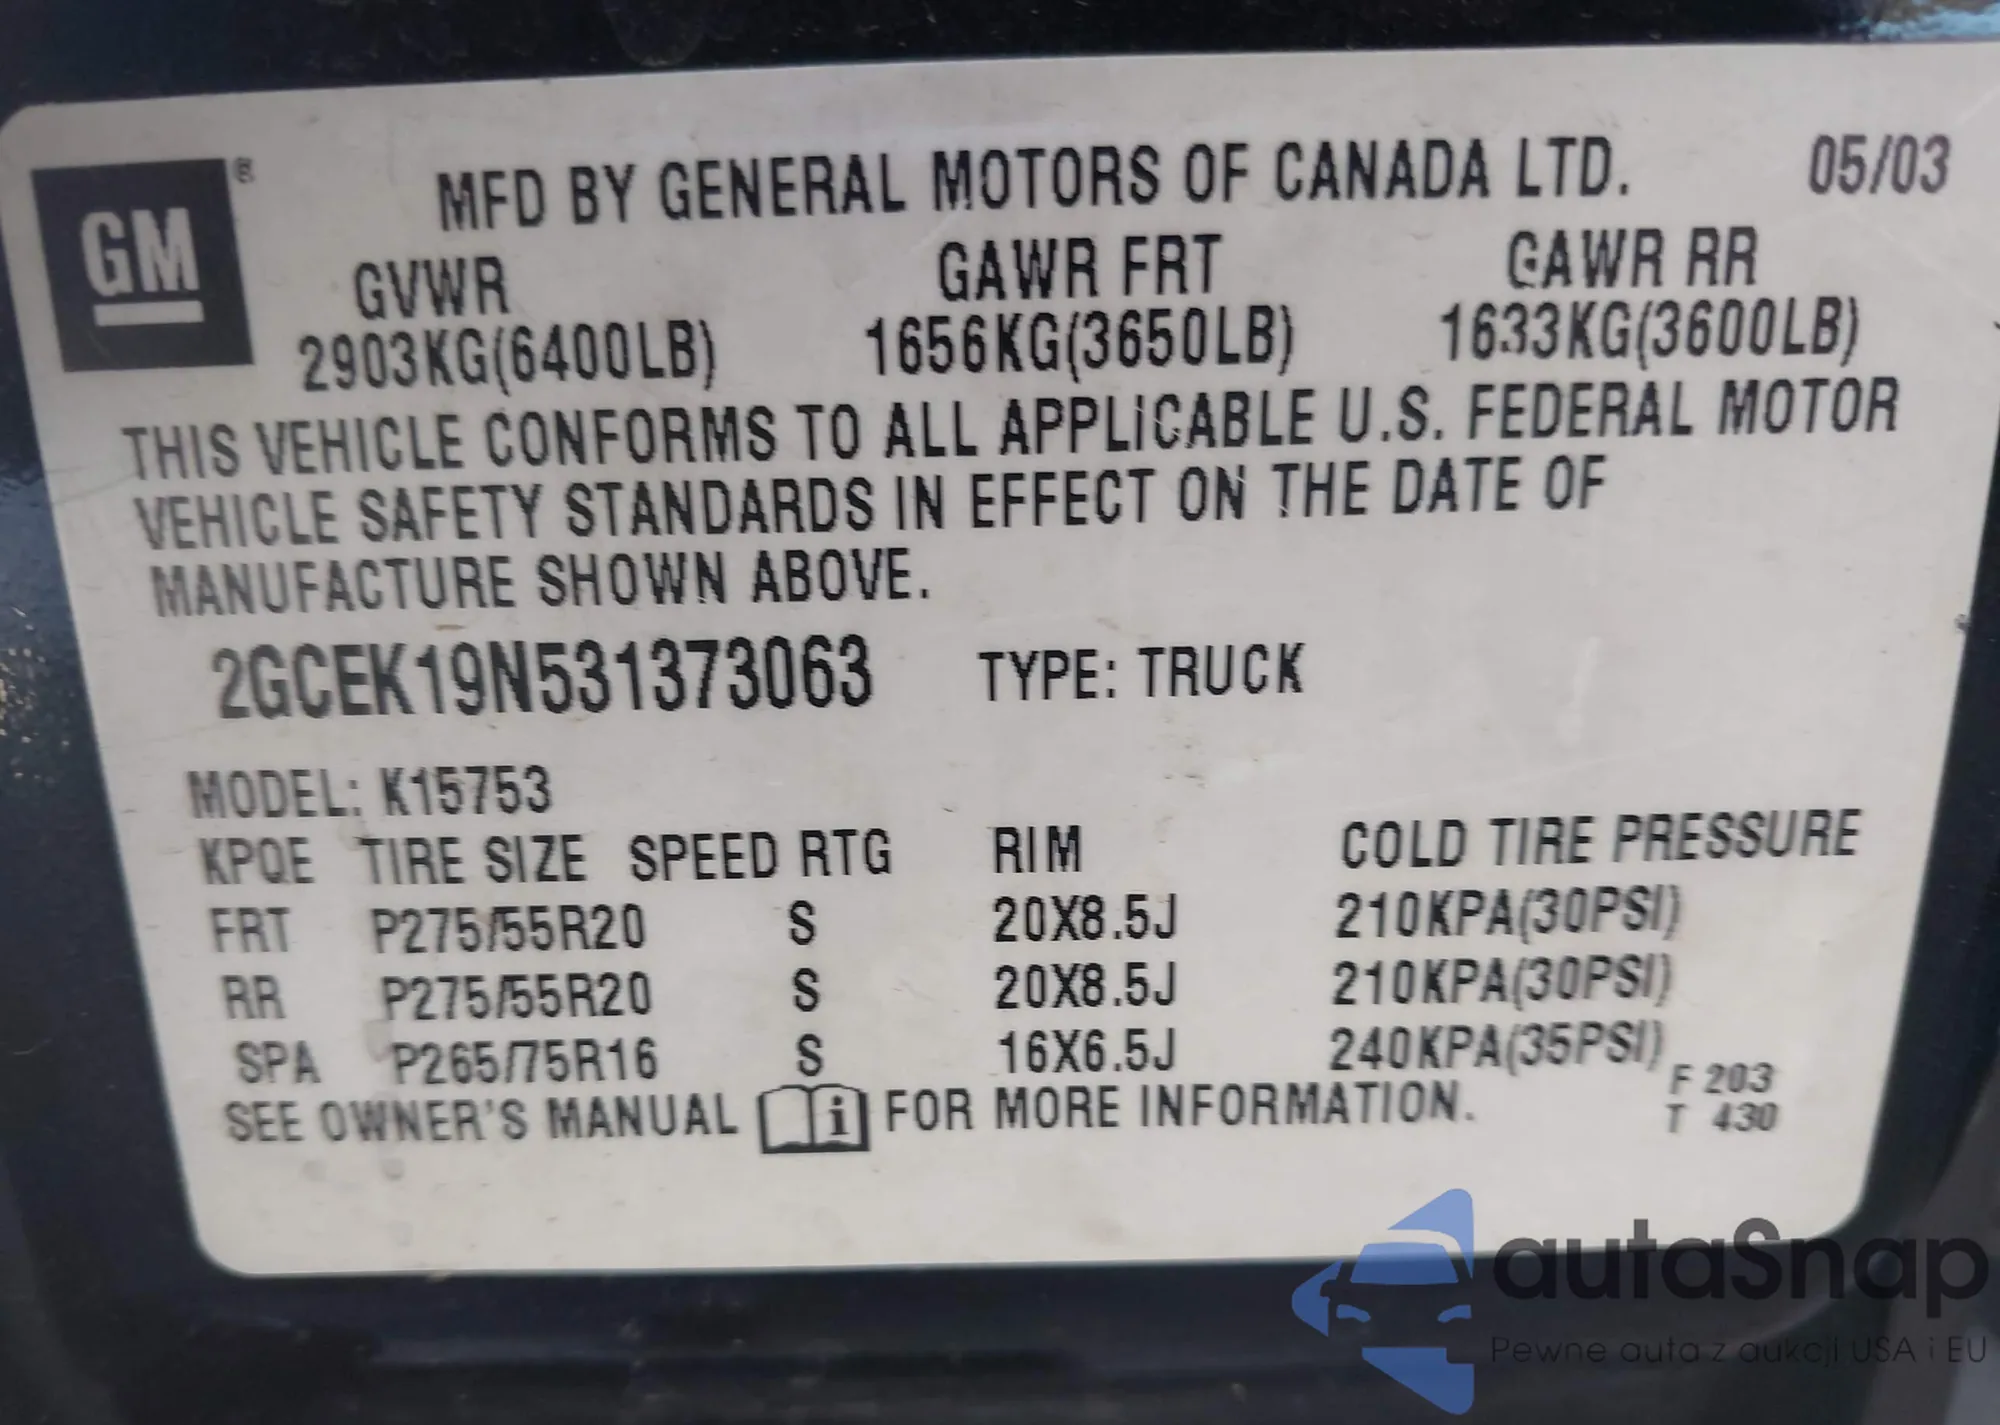 GM ®
MFD BY GENERAL MOTORS OF CANADA LTD. 05/03
GVWR GAWR FRT GAWR RR
2903KG(6400LB) 1656KG(3650LB) 1633KG(3600LB)
THIS VEHICLE CONFORMS TO ALL APPLICABLE U.S. FEDERAL MOTOR
VEHICLE SAFETY STANDARDS IN EFFECT ON THE DATE OF
MANUFACTURE SHOWN ABOVE.
2GCEK19N531373063 TYPE: TRUCK
MODEL: K15753
KPQE TIRE SIZE SPEED RTG RIM COLD TIRE PRESSURE
FRT P275/55R20 S 20X8.5J 210KPA(30PSI)
RR P275/55R20 S 20X8.5J 210KPA(30PSI)
SPA P265/75R16 S 16X6.5J 240KPA(35PSI)
F 203
SEE OWNER'S MANUAL i FOR MORE INFORMATION.
T 430
autaSnap
Pewne auta z aukcji USA i EU